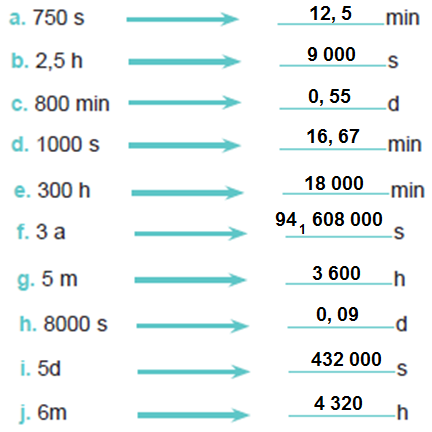 a. 750 s 12, 5 min
b. 2,5 h 9 000 s
c. 800 min 0, 55 d
d. 1000 s 16, 67 min
e. 300 h 18 000 min
f. 3 a 94, 608 000 s
g. 5 m 3 600 h
h. 8000 s 0, 09 d
i. 5d 432 000 s
j. 6m 4 320 h